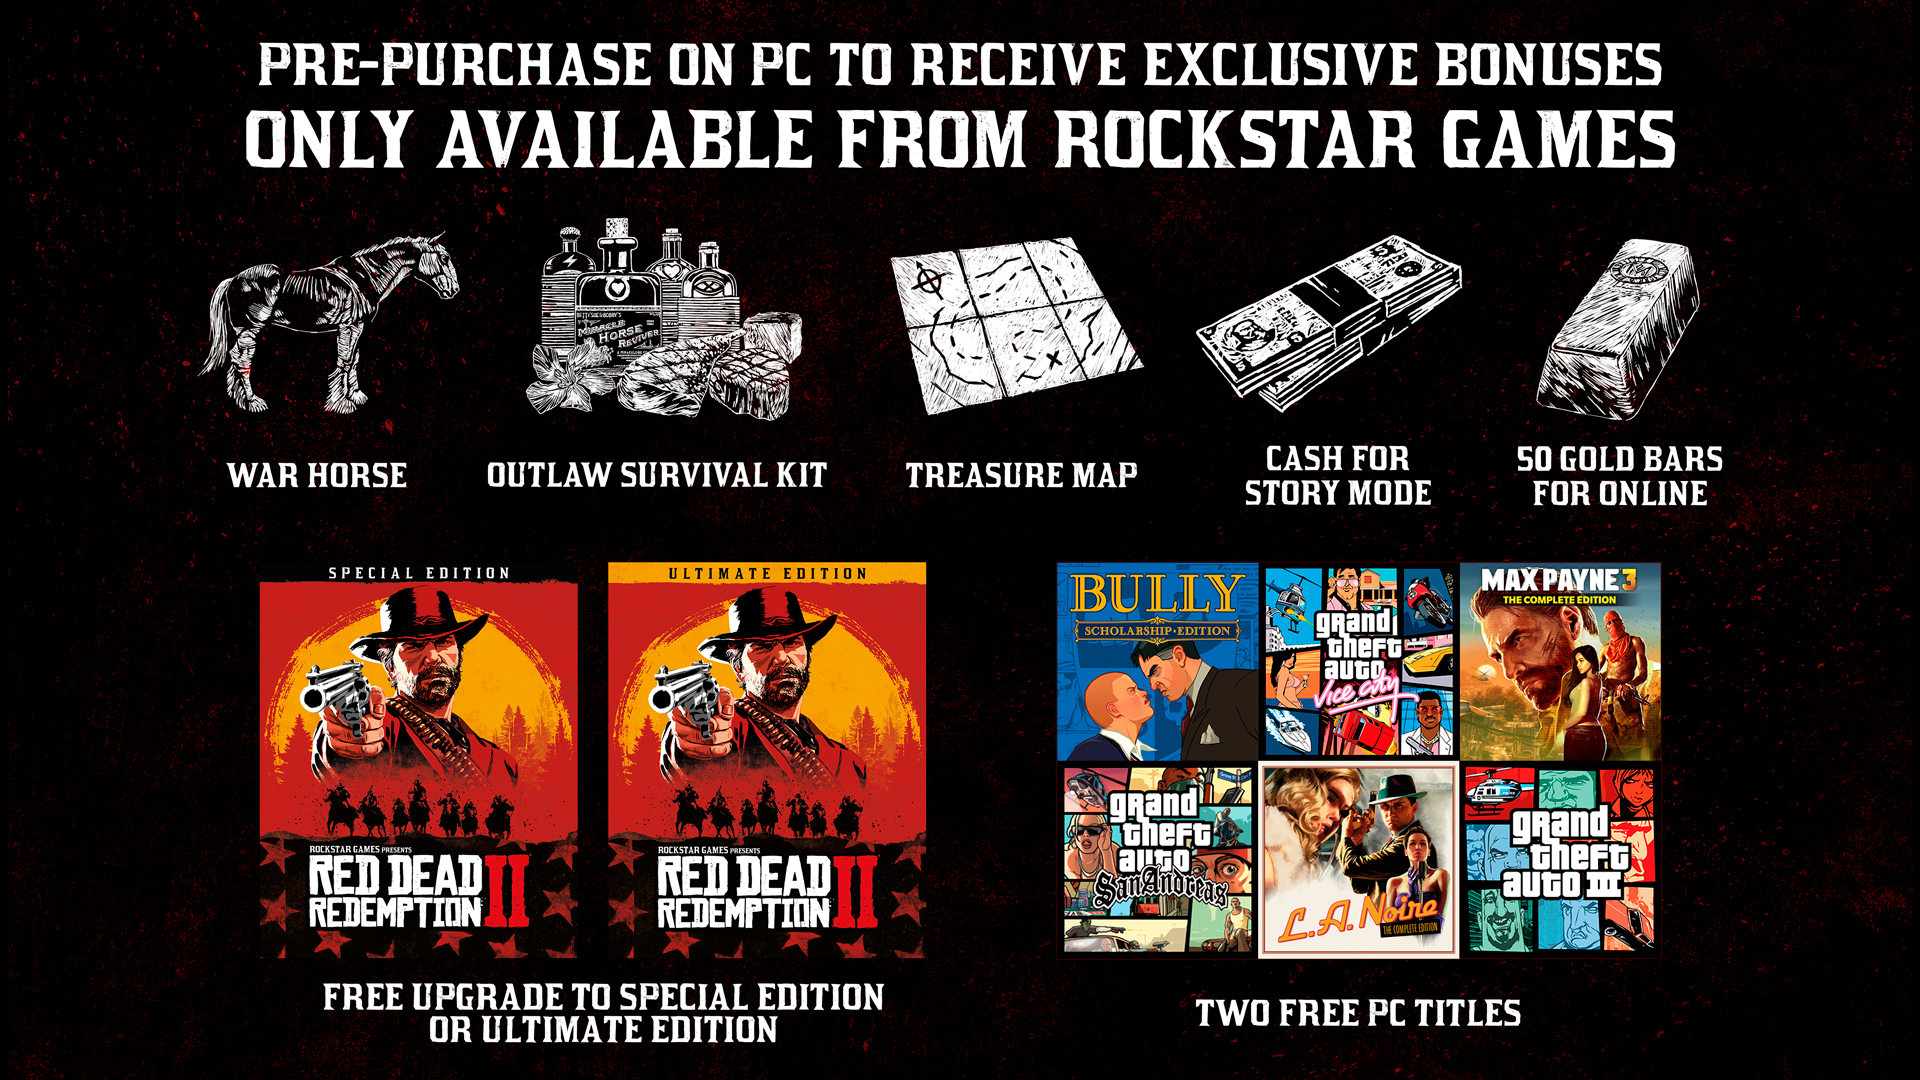 PRE-PURCHASE ON PC TO RECEIVE EXCLUSIVE BONUSES
ONLY AVAILABLE FROM ROCKSTAR GAMES
MIRACLE
HORSE
REVIVER
WAR HORSE
OUTLAW SURVIVAL KIT
TREASURE MAP
CASH FOR
STORY MODE
50 GOLD BARS
FOR ONLINE
SPECIAL EDITION
ROCKSTAR GAMES PRESENTS
RED DEAD
REDEMPTION II
ULTIMATE EDITION
ROCKSTAR GAMES PRESENTS
RED DEAD
REDEMPTION II
FREE UPGRADE TO SPECIAL EDITION
OR ULTIMATE EDITION
BULLY
SCHOLARSHIP·EDITION
grand
theft
auto
vice city
MAX PAYNE 3
THE COMPLETE EDITION
grand
theft
auto
San Andreas
L.A. Noire
THE COMPLETE EDITION
grand
theft
auto III
TWO FREE PC TITLES